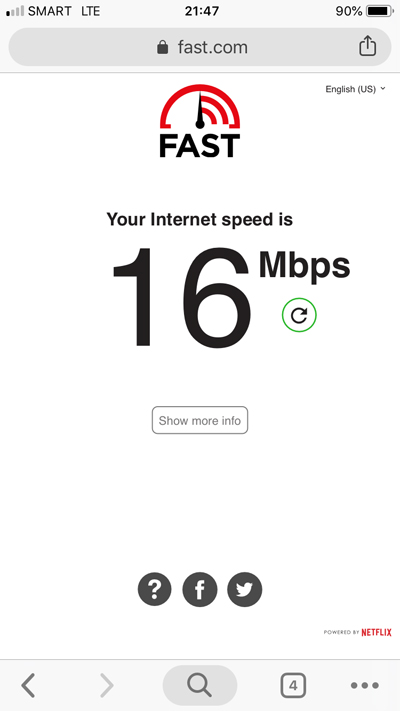 SMART LTE 21:47 90%
fast.com
English (US)
FAST
Your Internet speed is
16 Mbps
Show more info
?
f
POWERED BY NETFLIX
4